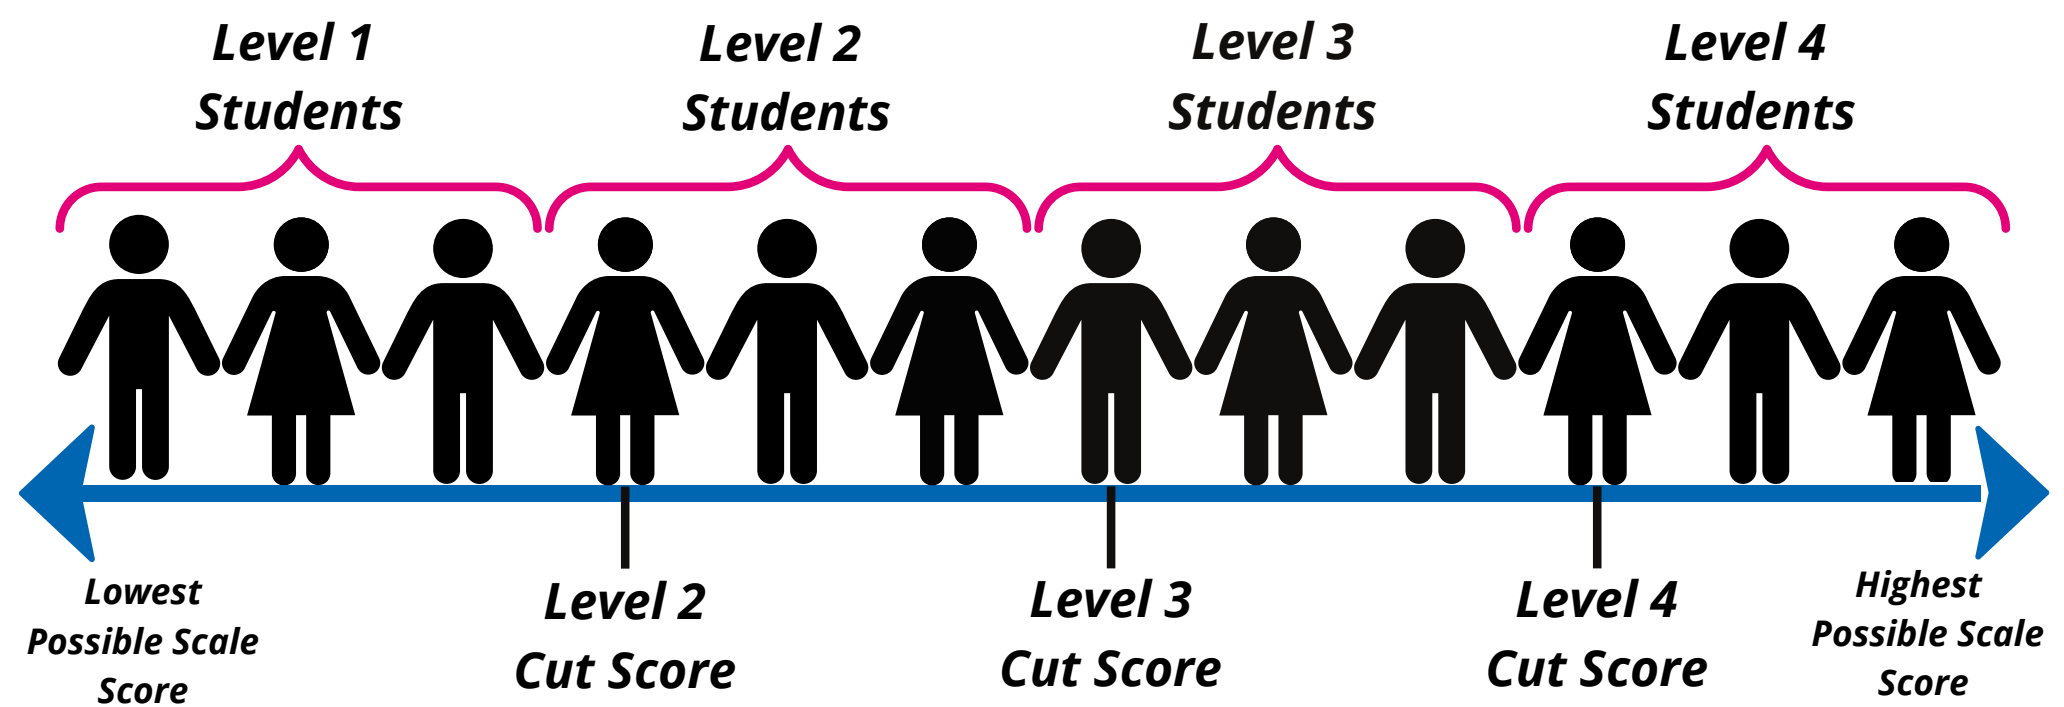 Level 1
Students
Level 2
Students
Level 3
Students
Level 4
Students
Lowest
Possible Scale
Score
Level 2
Cut Score
Level 3
Cut Score
Level 4
Cut Score
Highest
Possible Scale
Score